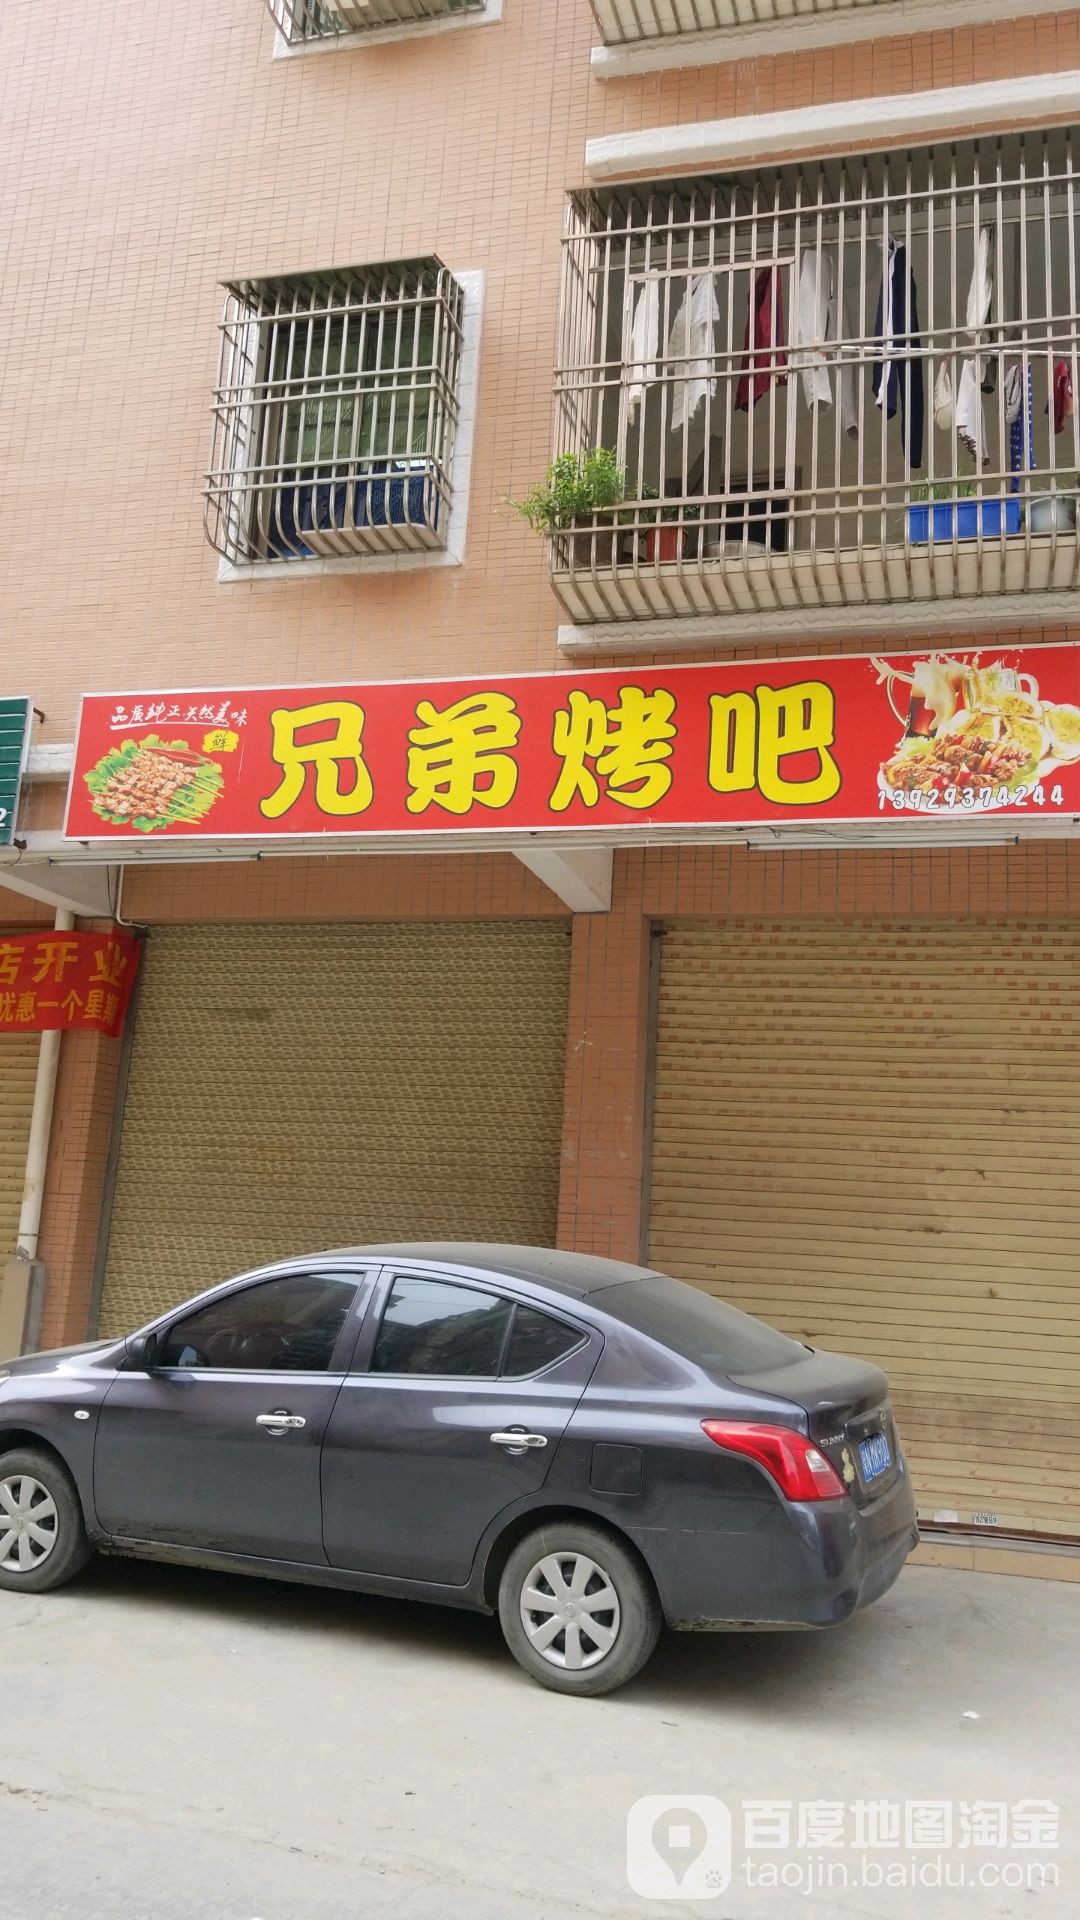 品质纯正·天然美味
鲜
兄弟烤吧
13929374244
2
店开业
优惠一个星期
SUNNY
百度地图淘金
taojin.baidu.com